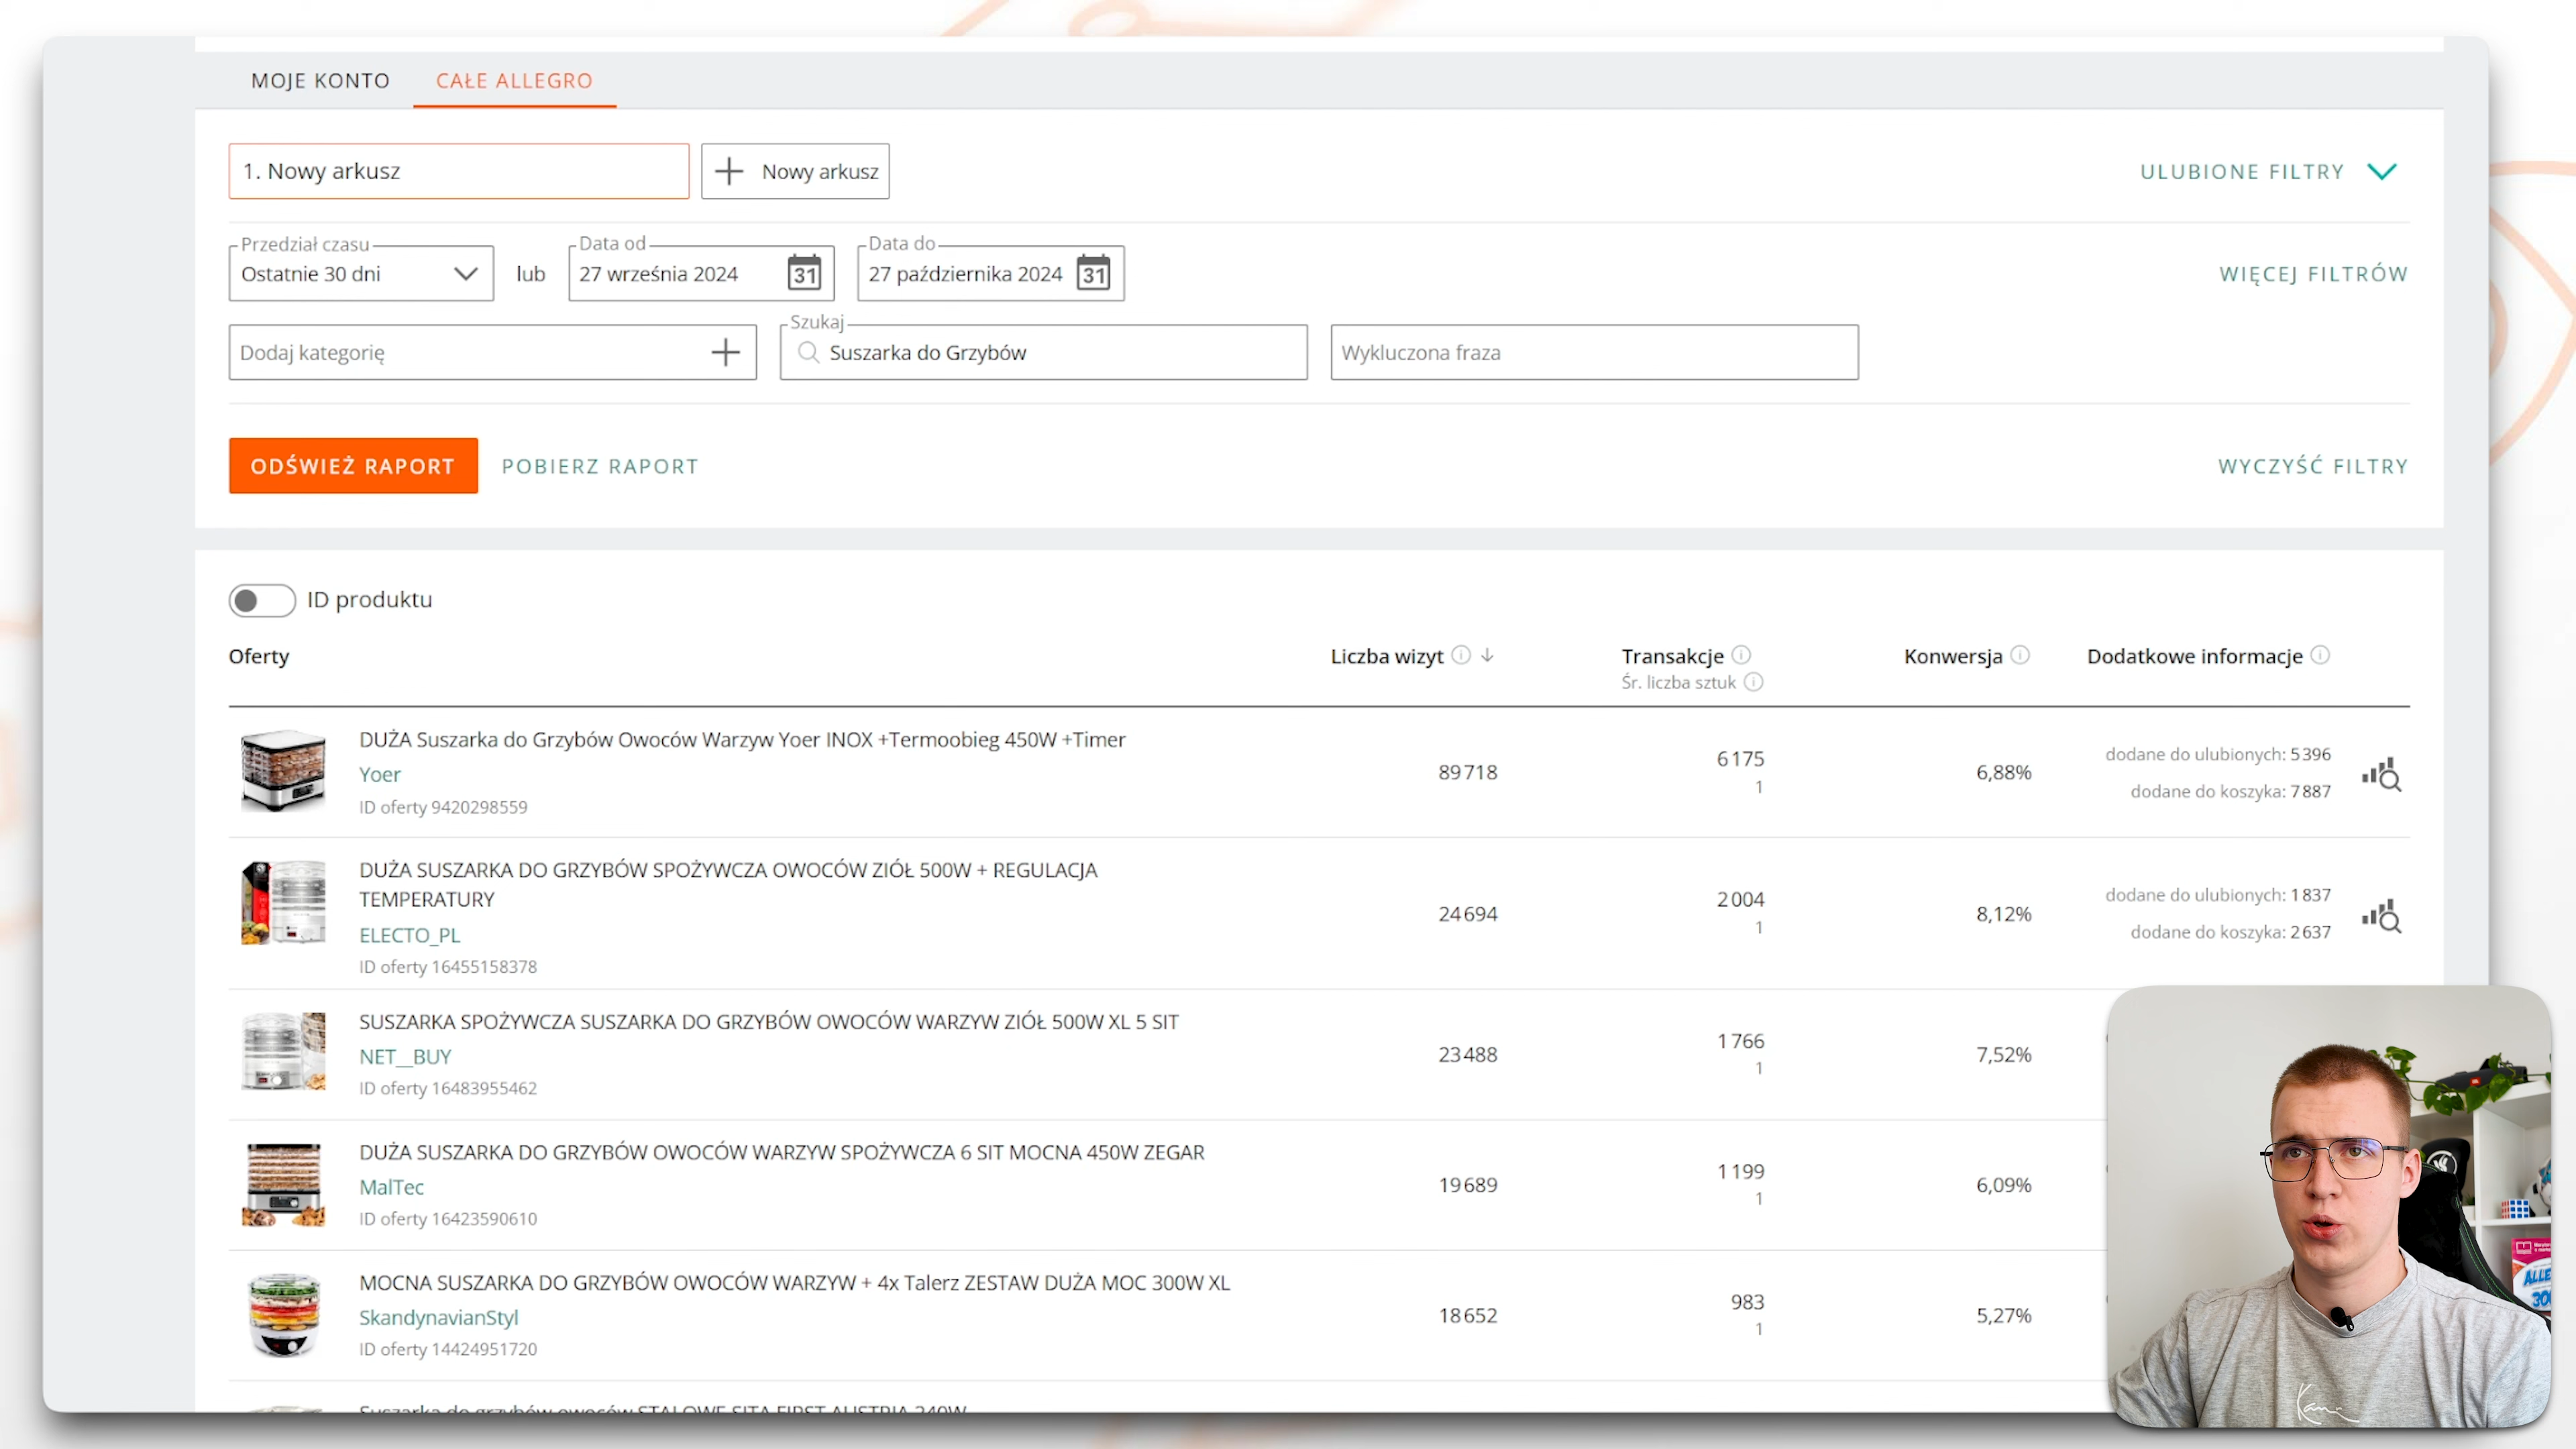 MOJE KONTO
CAŁE ALLEGRO
1. Nowy arkusz
Nowy arkusz
ULUBIONE FILTRY
Przedział czasu
Ostatnie 30 dni
lub
Data od
27 września 2024
31
Data do
27 października 2024
31
WIĘCEJ FILTRÓW
Dodaj kategorię
Szukaj
Suszarka do Grzybów
Wykluczona fraza
ODŚWIEŻ RAPORT
POBIERZ RAPORT
WYCZYŚĆ FILTRY
ID produktu
Oferty
Liczba wizyt
Transakcje
Śr. liczba sztuk
Konwersja
Dodatkowe informacje
DUŻA Suszarka do Grzybów Owoców Warzyw Yoer INOX +Termoobieg 450W +Timer
Yoer
ID oferty 9420298559
89 718
6 175
1
6,88%
dodane do ulubionych: 5 396
dodane do koszyka: 7 887
DUŻA SUSZARKA DO GRZYBÓW SPOŻYWCZA OWOCÓW ZIÓŁ 500W + REGULACJA
TEMPERATURY
ELECTO_PL
ID oferty 16455158378
24 694
2 004
1
8,12%
dodane do ulubionych: 1 837
dodane do koszyka: 2 637
SUSZARKA SPOŻYWCZA SUSZARKA DO GRZYBÓW OWOCÓW WARZYW ZIÓŁ 500W XL 5 SIT
NET__BUY
ID oferty 16483955462
23 488
1 766
1
7,52%
DUŻA SUSZARKA DO GRZYBÓW OWOCÓW WARZYW SPOŻYWCZA 6 SIT MOCNA 450W ZEGAR
MalTec
ID oferty 16423590610
19 689
1 199
1
6,09%
MOCNA SUSZARKA DO GRZYBÓW OWOCÓW WARZYW + 4x Talerz ZESTAW DUŻA MOC 300W XL
SkandynavianStyl
ID oferty 14424951720
18 652
983
1
5,27%
Suszarka do grzybów owoców STALOWE SITA FIRST AUSTRIA 240W